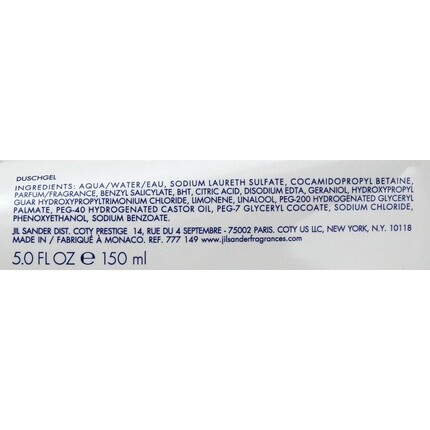 DUSCHGEL
INGREDIENTS: AQUA/WATER/EAU, SODIUM LAURETH SULFATE, COCAMIDOPROPYL BETAINE,
PARFUM/FRAGRANCE, BENZYL SALICYLATE, BHT, CITRIC ACID, DISODIUM EDTA, GERANIOL, HYDROXYPROPYL
GUAR HYDROXYPROPYLTRIMONIUM CHLORIDE, LIMONENE, LINALOOL, PEG-200 HYDROGENATED GLYCERYL
PALMATE, PEG-40 HYDROGENATED CASTOR OIL, PEG-7 GLYCERYL COCOATE, SODIUM CHLORIDE,
PHENOXYETHANOL, SODIUM BENZOATE.
JIL SANDER DIST. COTY PRESTIGE 14, RUE DU 4 SEPTEMBRE - 75002 PARIS. COTY US LLC, NEW YORK, N.Y. 10118
MADE IN / FABRIQUÉ À MONACO. REF. 777 149 www.jilsanderfragrances.com
5.0 FL OZ ℮ 150 ml